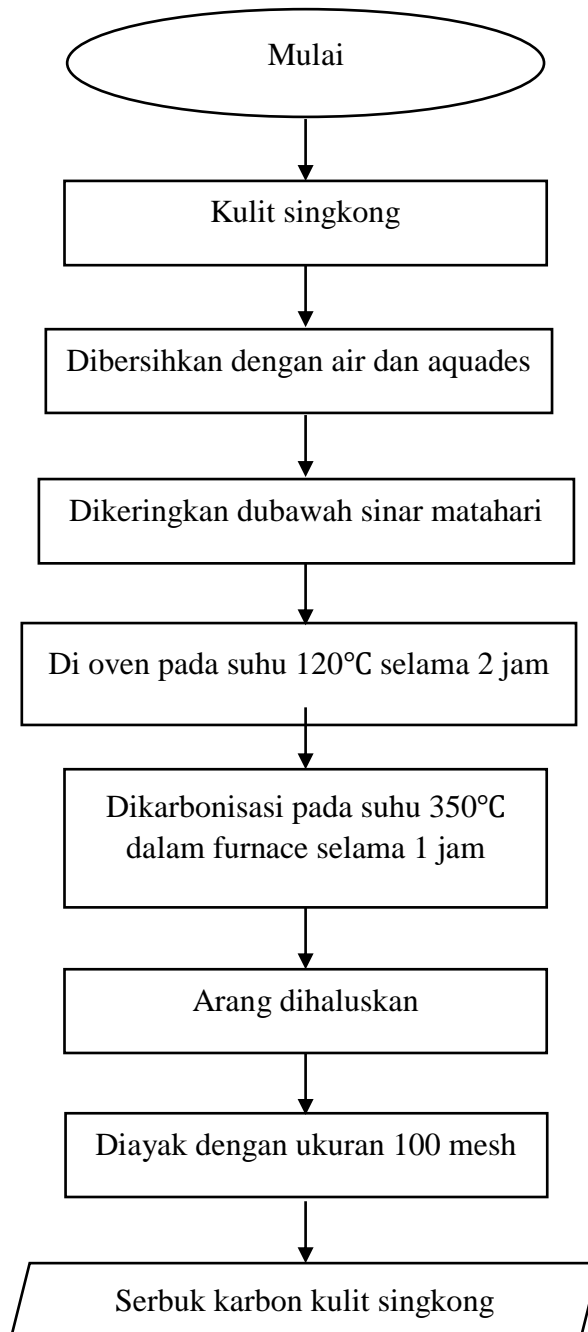 Mulai
Kulit singkong
Dibersihkan dengan air dan aquades
Dikeringkan dubawah sinar matahari
Di oven pada suhu 120℃ selama 2 jam
Dikarbonisasi pada suhu 350℃
dalam furnace selama 1 jam
Arang dihaluskan
Diayak dengan ukuran 100 mesh
Serbuk karbon kulit singkong